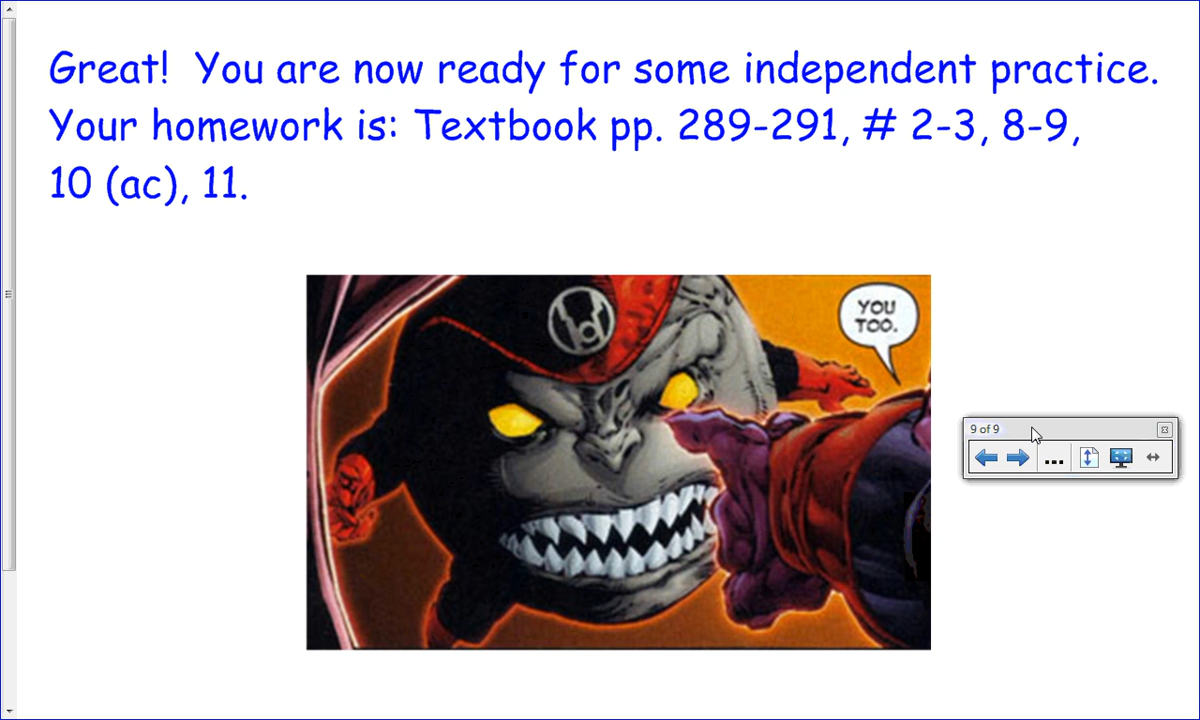 Great!  You are now ready for some independent practice.
Your homework is: Textbook pp. 289-291, # 2-3, 8-9,
10 (ac), 11.
YOU
TOO.
9 of 9
...